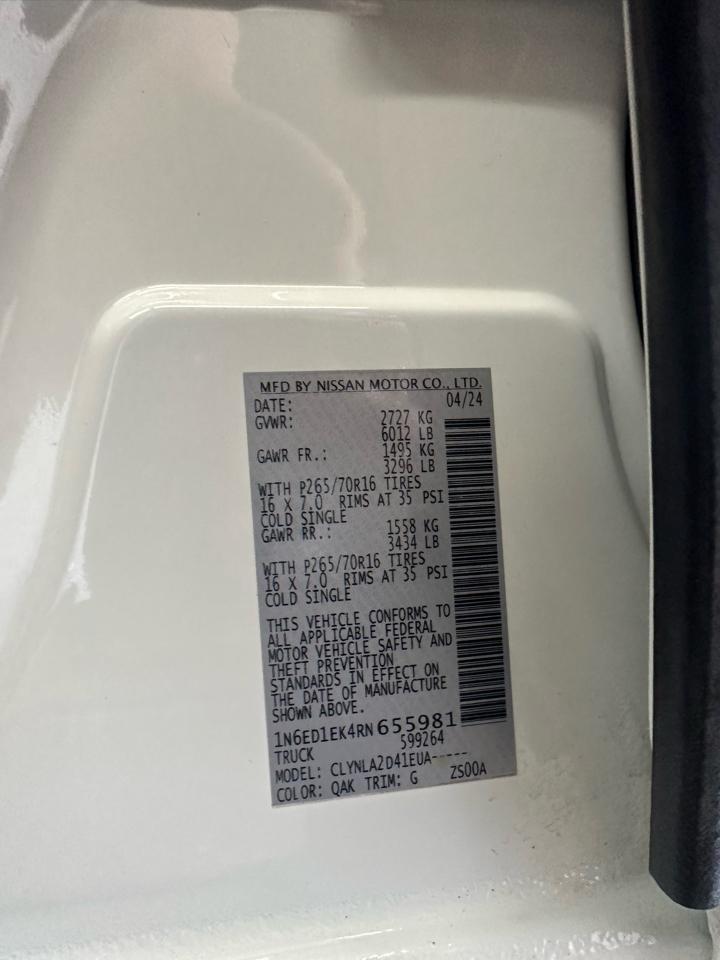 MFD BY NISSAN MOTOR CO., LTD.
DATE: 04/24
GVWR: 2727 KG
6012 LB
GAWR FR.: 1495 KG
3296 LB
WITH P265/70R16 TIRES
16 X 7.0 RIMS AT 35 PSI
COLD SINGLE
GAWR RR.: 1558 KG
3434 LB
WITH P265/70R16 TIRES
16 X 7.0 RIMS AT 35 PSI
COLD SINGLE
THIS VEHICLE CONFORMS TO
ALL APPLICABLE FEDERAL
MOTOR VEHICLE SAFETY AND
THEFT PREVENTION
STANDARDS IN EFFECT ON
THE DATE OF MANUFACTURE
SHOWN ABOVE.
1N6ED1EK4RN655981
TRUCK 599264
MODEL: CLYNLA2D41EUA-----
COLOR: QAK TRIM: G ZS00A